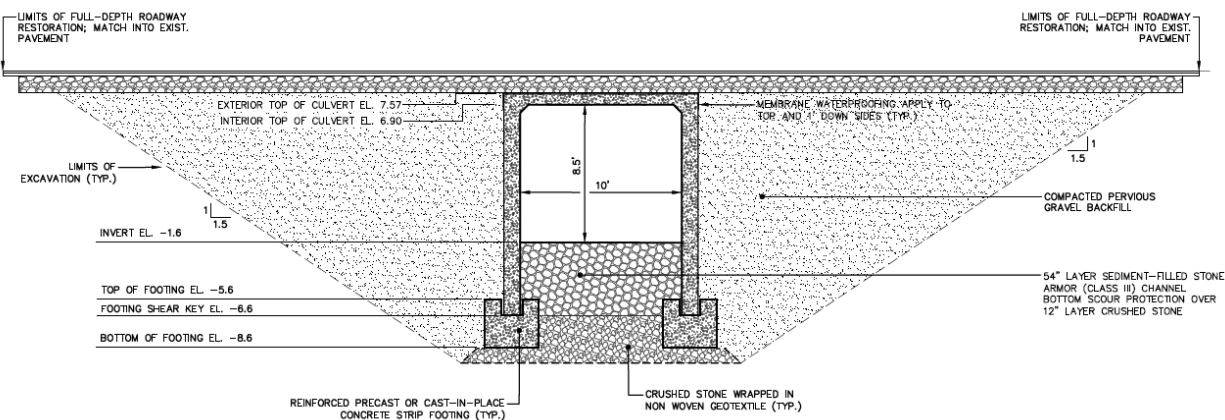 LIMITS OF FULL-DEPTH ROADWAY
RESTORATION; MATCH INTO EXIST.
PAVEMENT
LIMITS OF FULL-DEPTH ROADWAY
RESTORATION; MATCH INTO EXIST.
PAVEMENT
EXTERIOR TOP OF CULVERT EL. 7.57
INTERIOR TOP OF CULVERT EL. 6.90
MEMBRANE WATERPROOFING APPLY TO
TOP AND 1' DOWN SIDES (TYP.)
LIMITS OF
EXCAVATION (TYP.)
1
1.5
8.5'
10'
1
1.5
COMPACTED PERVIOUS
GRAVEL BACKFILL
INVERT EL. -1.6
TOP OF FOOTING EL. -5.6
FOOTING SHEAR KEY EL. -6.6
BOTTOM OF FOOTING EL. -8.6
54" LAYER SEDIMENT-FILLED STONE
ARMOR (CLASS III) CHANNEL
BOTTOM SCOUR PROTECTION OVER
12" LAYER CRUSHED STONE
REINFORCED PRECAST OR CAST-IN-PLACE
CONCRETE STRIP FOOTING (TYP.)
CRUSHED STONE WRAPPED IN
NON WOVEN GEOTEXTILE (TYP.)